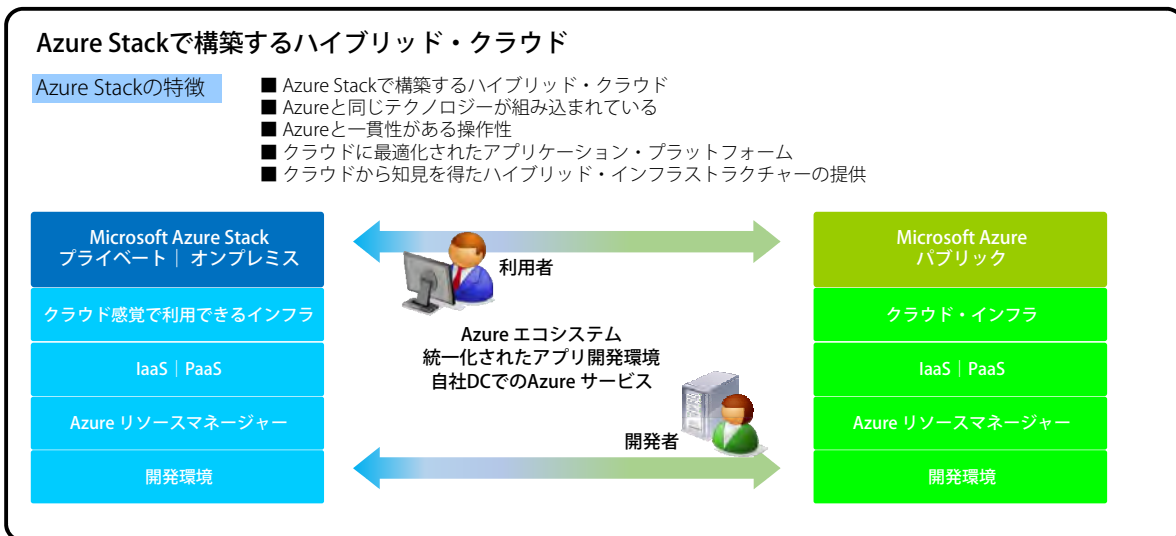 Azure Stackで構築するハイブリッド・クラウド
Azure Stackの特徴
■ Azure Stackで構築するハイブリッド・クラウド
■ Azureと同じテクノロジーが組み込まれている
■ Azureと一貫性がある操作性
■ クラウドに最適化されたアプリケーション・プラットフォーム
■ クラウドから知見を得たハイブリッド・インフラストラクチャーの提供
Microsoft Azure Stack
プライベート｜オンプレミス
クラウド感覚で利用できるインフラ
IaaS｜PaaS
Azure リソースマネージャー
開発環境
利用者
Azure エコシステム
統一化されたアプリ開発環境
自社DCでのAzure サービス
開発者
Microsoft Azure
パブリック
クラウド・インフラ
IaaS｜PaaS
Azure リソースマネージャー
開発環境